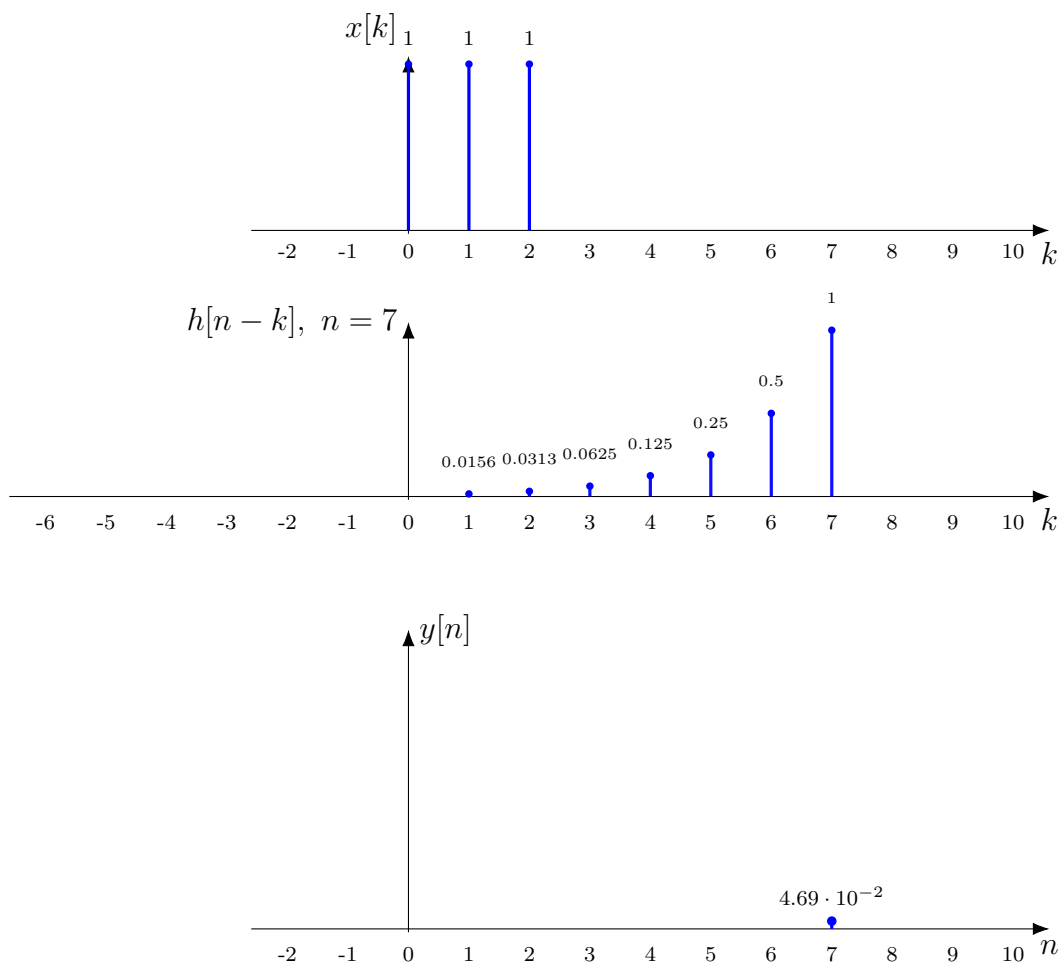 x[k] 1 1 1
-2 -1 0 1 2 3 4 5 6 7 8 9 10
k
h[n − k], n = 7
1
0.5
0.25
0.125
0.0156 0.0313 0.0625
-6 -5 -4 -3 -2 -1 0 1 2 3 4 5 6 7 8 9 10
k
y[n]
4.69 · 10⁻²
-2 -1 0 1 2 3 4 5 6 7 8 9 10
n